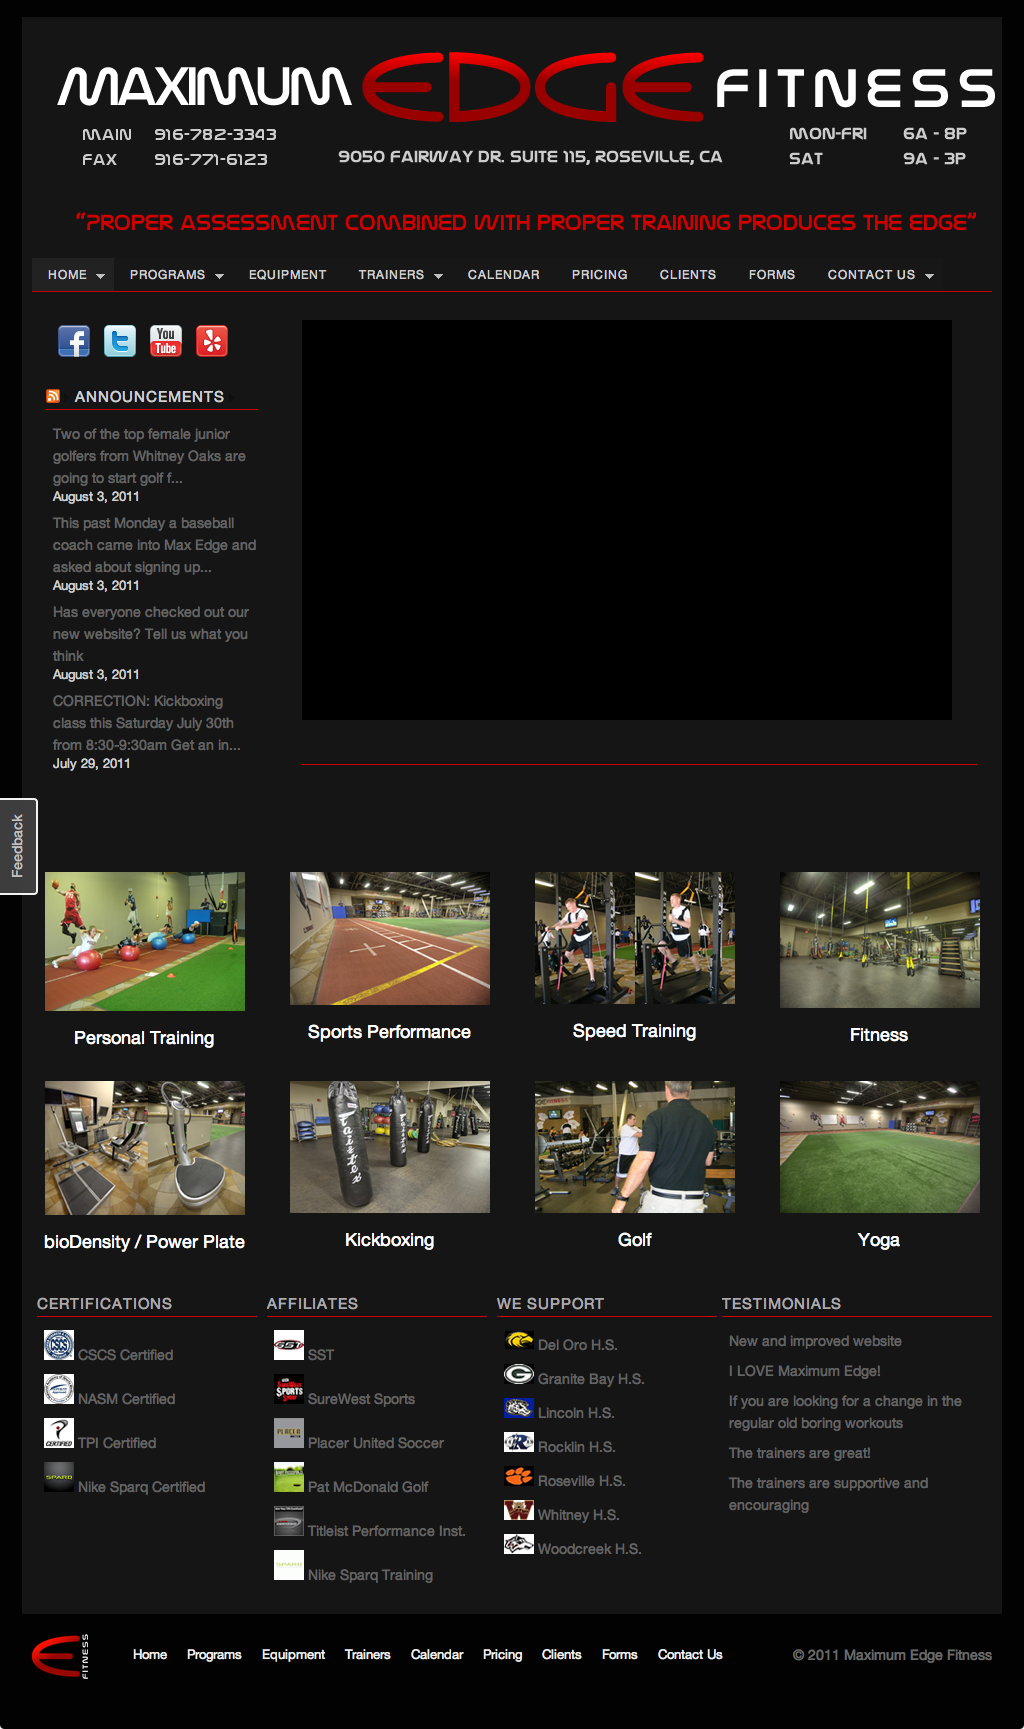 MAXIMUM EDGE FITNESS
MAIN 916-782-3343
FAX 916-771-6123
9050 FAIRWAY DR. SUITE 115, ROSEVILLE, CA
MON-FRI 6A - 8P
SAT 9A - 3P
“PROPER ASSESSMENT COMBINED WITH PROPER TRAINING PRODUCES THE EDGE”
HOME PROGRAMS EQUIPMENT TRAINERS CALENDAR PRICING CLIENTS FORMS CONTACT US
You
Tube
ANNOUNCEMENTS
Two of the top female junior
golfers from Whitney Oaks are
going to start golf f...
August 3, 2011
This past Monday a baseball
coach came into Max Edge and
asked about signing up...
August 3, 2011
Has everyone checked out our
new website? Tell us what you
think
August 3, 2011
CORRECTION: Kickboxing
class this Saturday July 30th
from 8:30-9:30am Get an in...
July 29, 2011
Feedback
Personal Training
Sports Performance
Speed Training
Fitness
bioDensity / Power Plate
Kickboxing
Golf
Yoga
CERTIFICATIONS
CSCS Certified
NASM Certified
CERTIFIED
TPI Certified
SPARQ
Nike Sparq Certified
AFFILIATES
SST
SST
SUREWEST
SPORTS
SureWest Sports
PLACER
Placer United Soccer
Pat McDonald Golf
Titleist Performance Inst.
SPARQ
Nike Sparq Training
WE SUPPORT
Del Oro H.S.
G
Granite Bay H.S.
Lincoln H.S.
R
Rocklin H.S.
Roseville H.S.
W
Whitney H.S.
Woodcreek H.S.
TESTIMONIALS
New and improved website
I LOVE Maximum Edge!
If you are looking for a change in the
regular old boring workouts
The trainers are great!
The trainers are supportive and
encouraging
E FITNESS
Home Programs Equipment Trainers Calendar Pricing Clients Forms Contact Us
© 2011 Maximum Edge Fitness